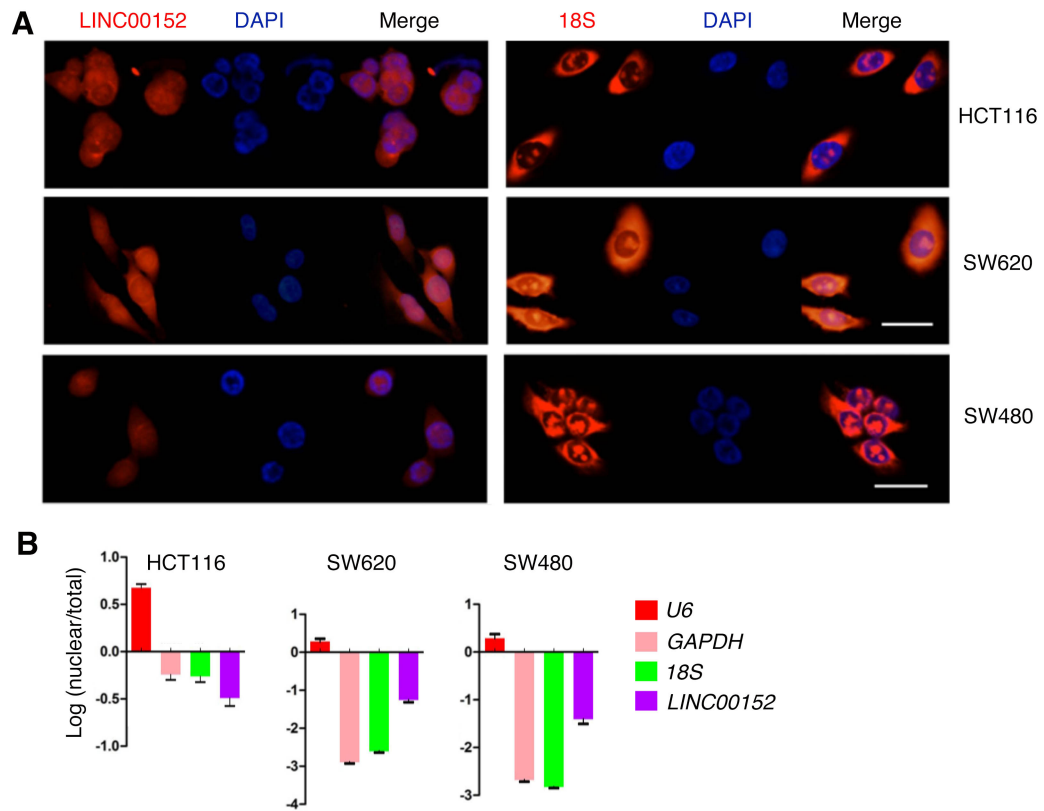 A
LINC00152 DAPI Merge 18S DAPI Merge
HCT116
SW620
SW480
B
HCT116 SW620 SW480
Log (nuclear/total)
1.0
0.5
0.0
-0.5
-1.0
1
0
-1
-2
-3
-4
1
0
-1
-2
-3
U6
GAPDH
18S
LINC00152